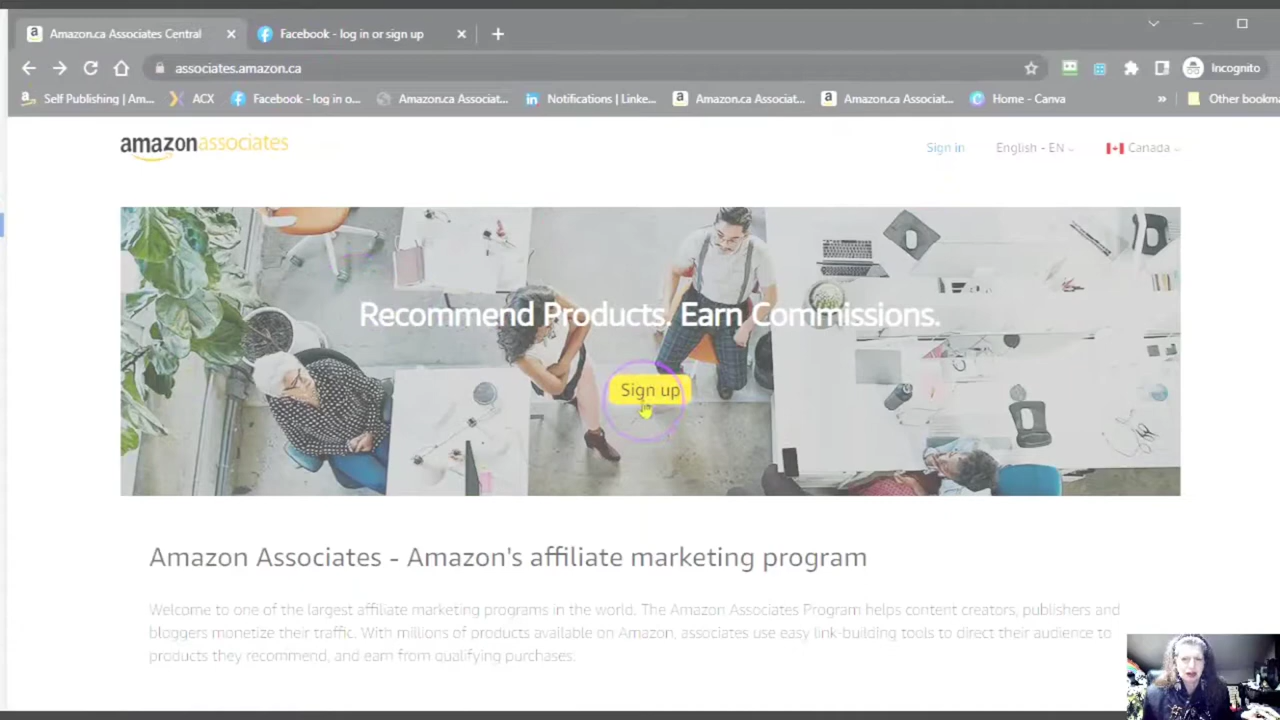 Amazon.ca Associates Central
Facebook - log in or sign up
associates.amazon.ca
Incognito
Self Publishing | Am...
ACX
Facebook - log in o...
Amazon.ca Associat...
Notifications | Linke...
Amazon.ca Associat...
Amazon.ca Associat...
Home - Canva
»
Other bookma
amazonassociates
Sign in
English - EN
Canada
Recommend Products. Earn Commissions.
Sign up
Amazon Associates - Amazon's affiliate marketing program
Welcome to one of the largest affiliate marketing programs in the world. The Amazon Associates Program helps content creators, publishers and
bloggers monetize their traffic. With millions of products available on Amazon, associates use easy link-building tools to direct their audience to
products they recommend, and earn from qualifying purchases.